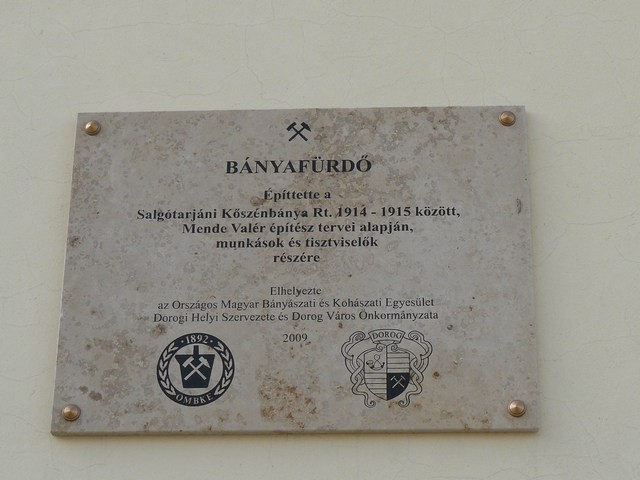 BÁNYAFÜRDŐ
Építtette a
Salgótarjáni Kőszénbánya Rt. 1914 - 1915 között,
Mende Valér építész tervei alapján,
munkások és tisztviselők
részére
Elhelyezte
az Országos Magyar Bányászati és Kohászati Egyesület
Dorogi Helyi Szervezete és Dorog Város Önkormányzata
2009
·1892·
OMBKE
DOROG